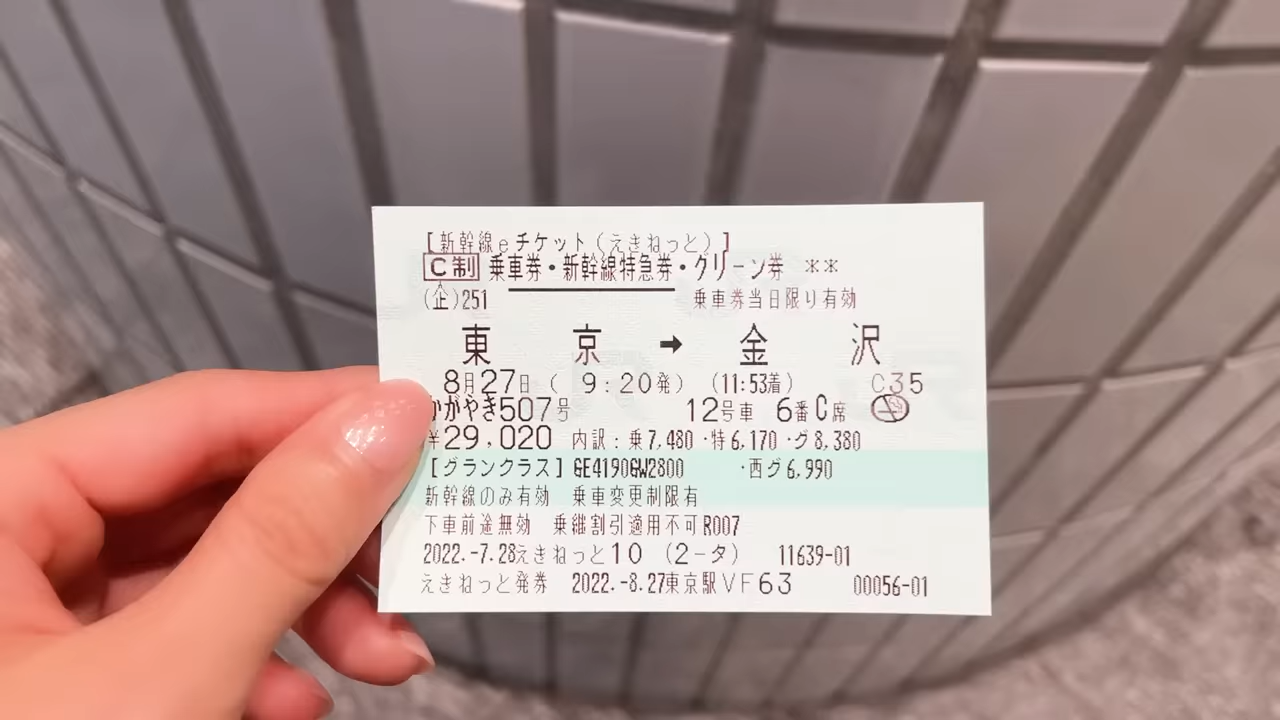 [新幹線eチケット(えきねっと)]
C制 乗車券・新幹線特急券・グリーン券 **
(企)251 乗車券当日限り有効
東京➡金沢
8月27日( 9:20発) (11:53着) C35
かがやき507号 12号車 6番C席
¥29,020 内訳:乗7,480・特6,170・グ8,380
[グランクラス] GE4190GW2800 ・西グ6,990
新幹線のみ有効 乗車変更制限有
下車前途無効 乗継割引適用不可R007
2022.-7.28えきねっと10 (2-タ) 11639-01
えきねっと発券 2022.-8.27東京駅VF63 00056-01